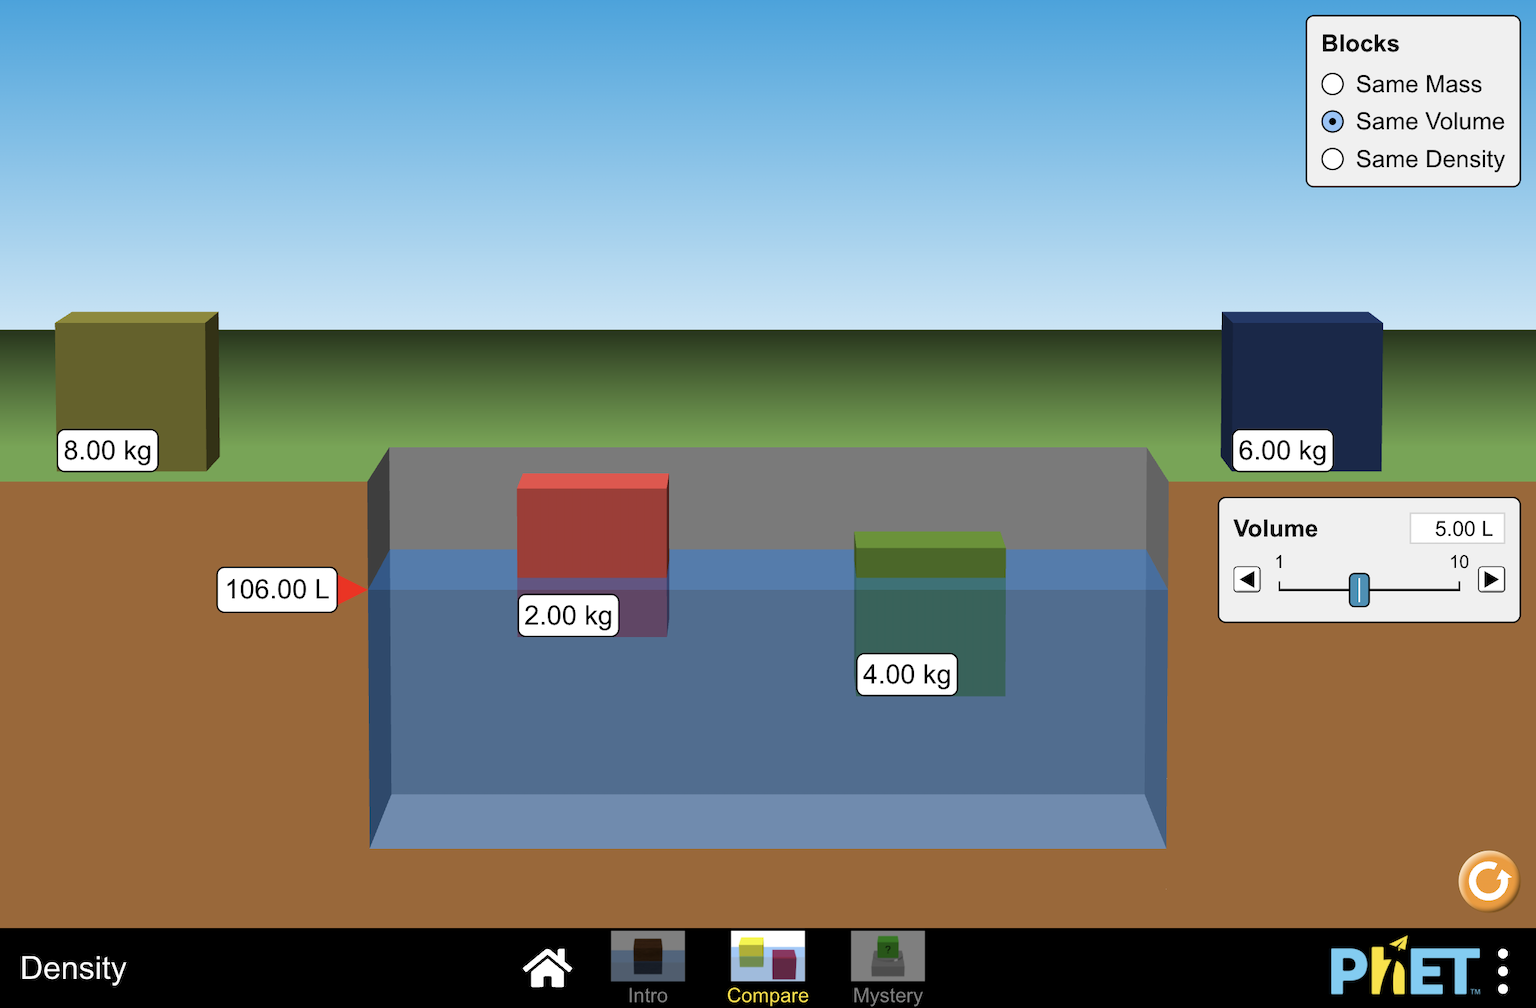 Blocks
Same Mass
Same Volume
Same Density
8.00 kg
6.00 kg
Volume 5.00 L
1 10
106.00 L
2.00 kg
4.00 kg
Density
Intro
Compare
?
Mystery
PhET™